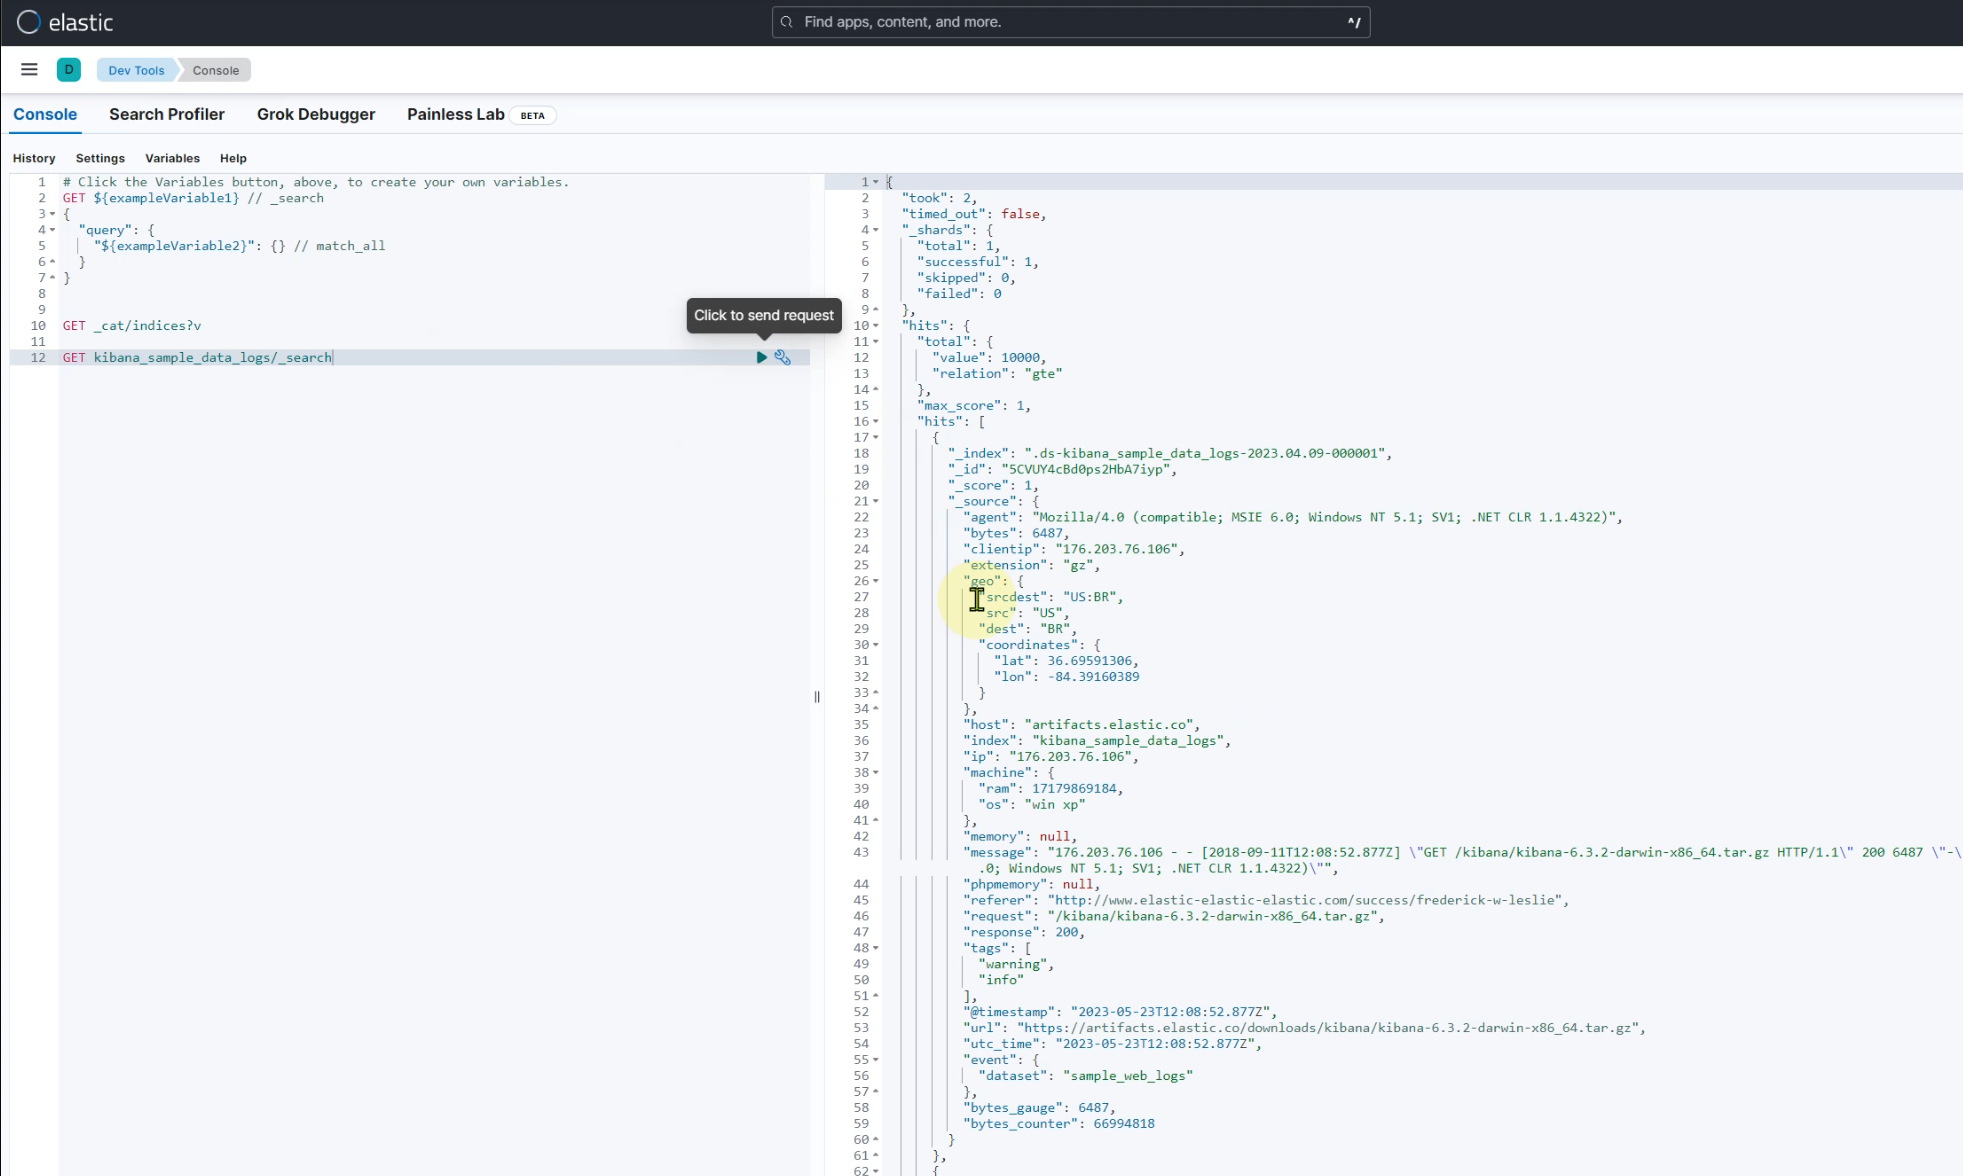 elastic
Find apps, content, and more.
^/
D
Dev Tools
Console
Console
Search Profiler
Grok Debugger
Painless Lab
BETA
History
Settings
Variables
Help
1 # Click the Variables button, above, to create your own variables.
2 GET ${exampleVariable1} // _search
3 {
4 "query": {
5 "${exampleVariable2}": {} // match_all
6 }
7 }
8
9
10 GET _cat/indices?v
11
12 GET kibana_sample_data_logs/_search
Click to send request
1 {
2 "took": 2,
3 "timed_out": false,
4 "_shards": {
5 "total": 1,
6 "successful": 1,
7 "skipped": 0,
8 "failed": 0
9 },
10 "hits": {
11 "total": {
12 "value": 10000,
13 "relation": "gte"
14 },
15 "max_score": 1,
16 "hits": [
17 {
18 "_index": ".ds-kibana_sample_data_logs-2023.04.09-000001",
19 "_id": "5CVUY4cBd0ps2HbA7iyp",
20 "_score": 1,
21 "_source": {
22 "agent": "Mozilla/4.0 (compatible; MSIE 6.0; Windows NT 5.1; SV1; .NET CLR 1.1.4322)",
23 "bytes": 6487,
24 "clientip": "176.203.76.106",
25 "extension": "gz",
26 "geo": {
27 "srcdest": "US:BR",
28 "src": "US",
29 "dest": "BR",
30 "coordinates": {
31 "lat": 36.69591306,
32 "lon": -84.39160389
33 }
34 },
35 "host": "artifacts.elastic.co",
36 "index": "kibana_sample_data_logs",
37 "ip": "176.203.76.106",
38 "machine": {
39 "ram": 17179869184,
40 "os": "win xp"
41 },
42 "memory": null,
43 "message": "176.203.76.106 - - [2018-09-11T12:08:52.877Z] \"GET /kibana/kibana-6.3.2-darwin-x86_64.tar.gz HTTP/1.1\" 200 6487 \"-\
.0; Windows NT 5.1; SV1; .NET CLR 1.1.4322)\"",
44 "phpmemory": null,
45 "referer": "http://www.elastic-elastic-elastic.com/success/frederick-w-leslie",
46 "request": "/kibana/kibana-6.3.2-darwin-x86_64.tar.gz",
47 "response": 200,
48 "tags": [
49 "warning",
50 "info"
51 ],
52 "@timestamp": "2023-05-23T12:08:52.877Z",
53 "url": "https://artifacts.elastic.co/downloads/kibana/kibana-6.3.2-darwin-x86_64.tar.gz",
54 "utc_time": "2023-05-23T12:08:52.877Z",
55 "event": {
56 "dataset": "sample_web_logs"
57 },
58 "bytes_gauge": 6487,
59 "bytes_counter": 66994818
60 }
61 },
62 {